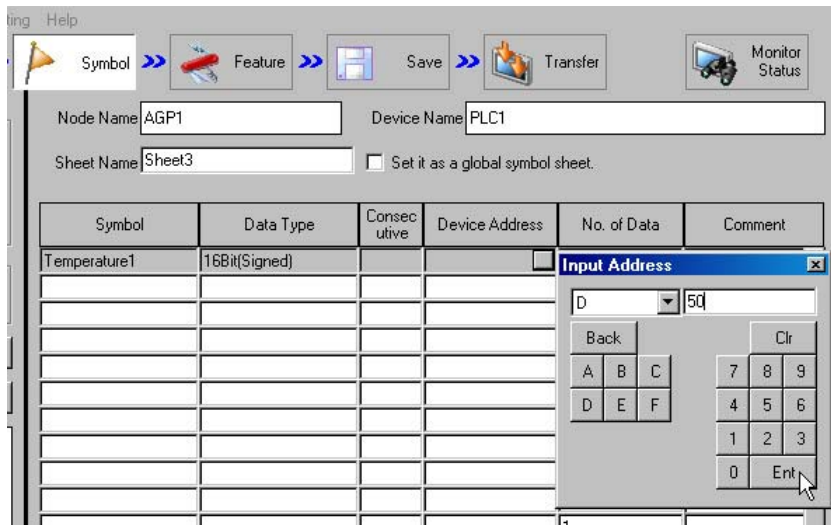 ting Help
Symbol Feature Save Transfer Monitor
Status
Node Name AGP1 Device Name PLC1
Sheet Name Sheet3 Set it as a global symbol sheet.
Symbol Data Type Consec
utive Device Address No. of Data Comment
Temperature1 16Bit(Signed)
Input Address
D 50
Back Clr
A B C 7 8 9
D E F 4 5 6
1 2 3
0 Ent
1